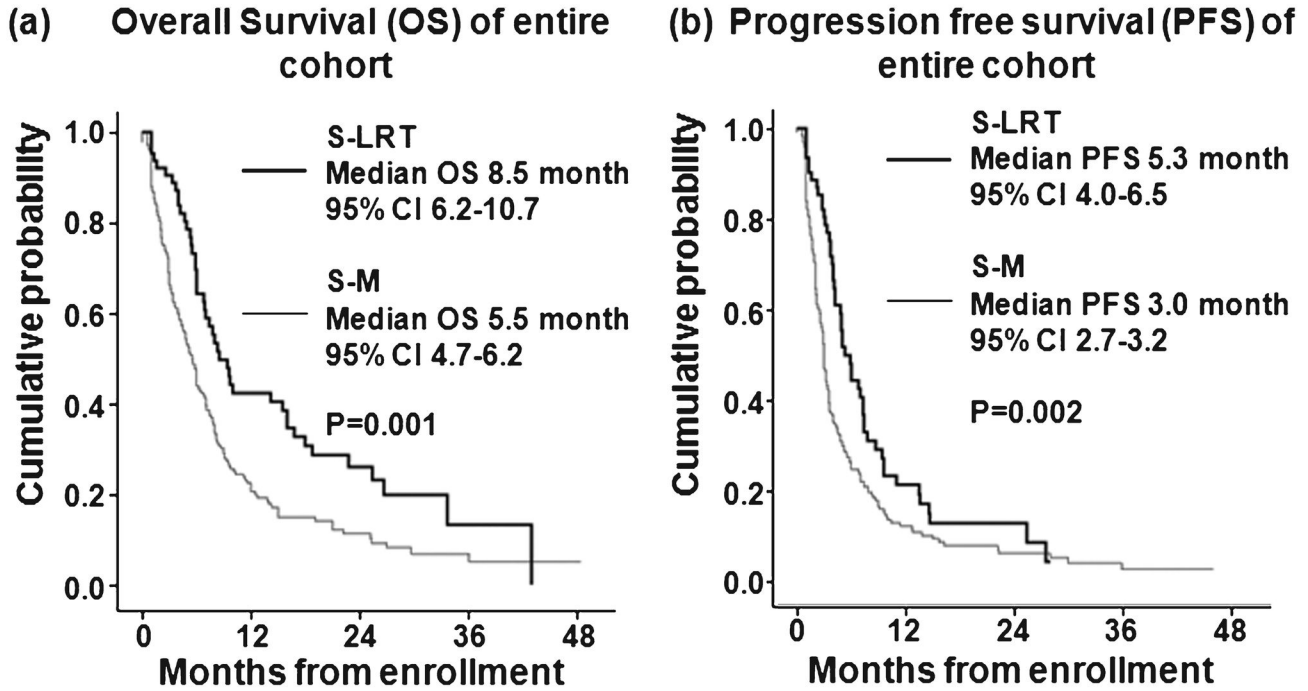 (a) Overall Survival (OS) of entire
cohort
Cumulative probability
1.0
0.8
0.6
0.4
0.2
0.0
S-LRT
Median OS 8.5 month
95% CI 6.2-10.7
S-M
Median OS 5.5 month
95% CI 4.7-6.2
P=0.001
0 12 24 36 48
Months from enrollment
(b) Progression free survival (PFS) of
entire cohort
Cumulative probability
1.0
0.8
0.6
0.4
0.2
0.0
S-LRT
Median PFS 5.3 month
95% CI 4.0-6.5
S-M
Median PFS 3.0 month
95% CI 2.7-3.2
P=0.002
0 12 24 36 48
Months from enrollment